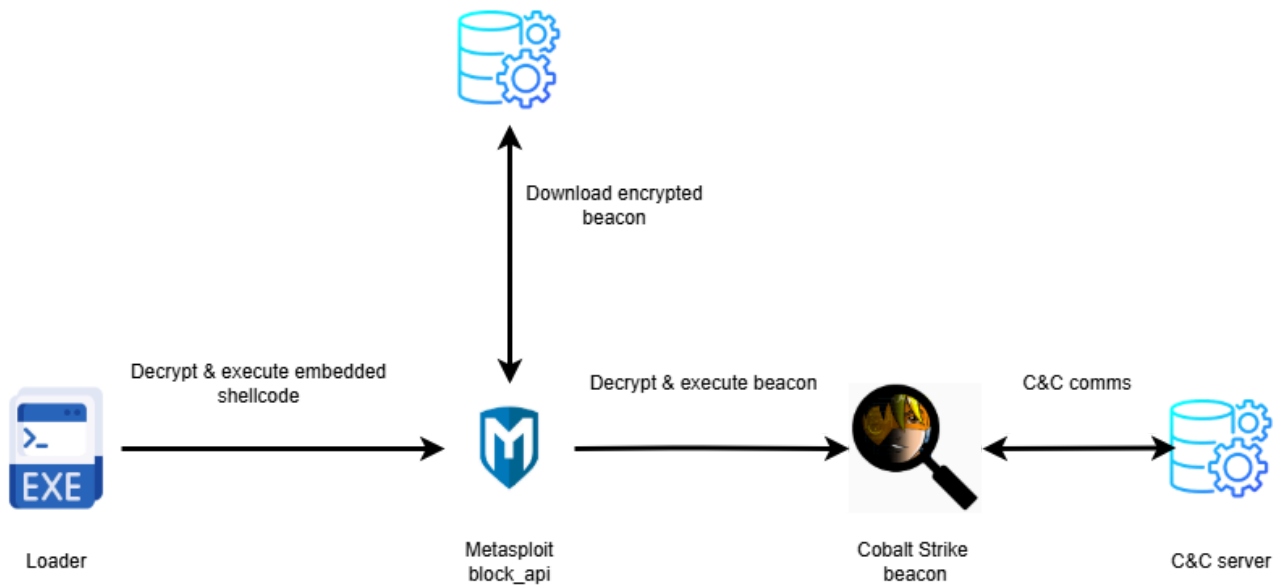 Download encrypted
beacon
Decrypt & execute embedded
shellcode
Decrypt & execute beacon
C&C comms
EXE
Loader
Metasploit
block_api
Cobalt Strike
beacon
C&C server